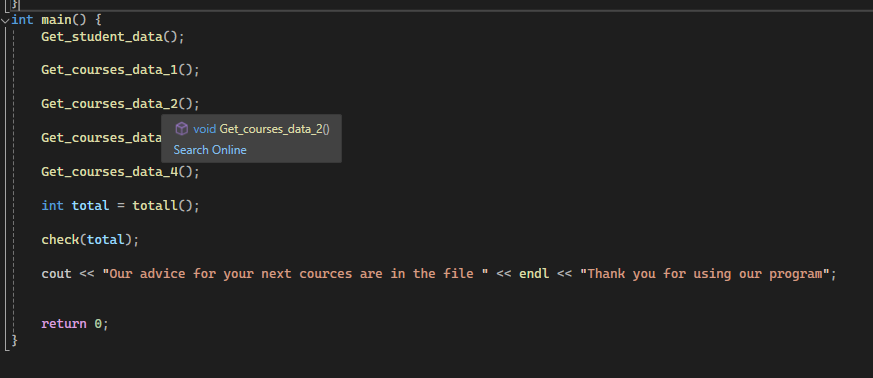 }
int main() {
Get_student_data();
Get_courses_data_1();
Get_courses_data_2();
void Get_courses_data_2()
Get_courses_data
Search Online
Get_courses_data_4();
int total = totall();
check(total);
cout << "Our advice for your next cources are in the file " << endl << "Thank you for using our program";
return 0;
}